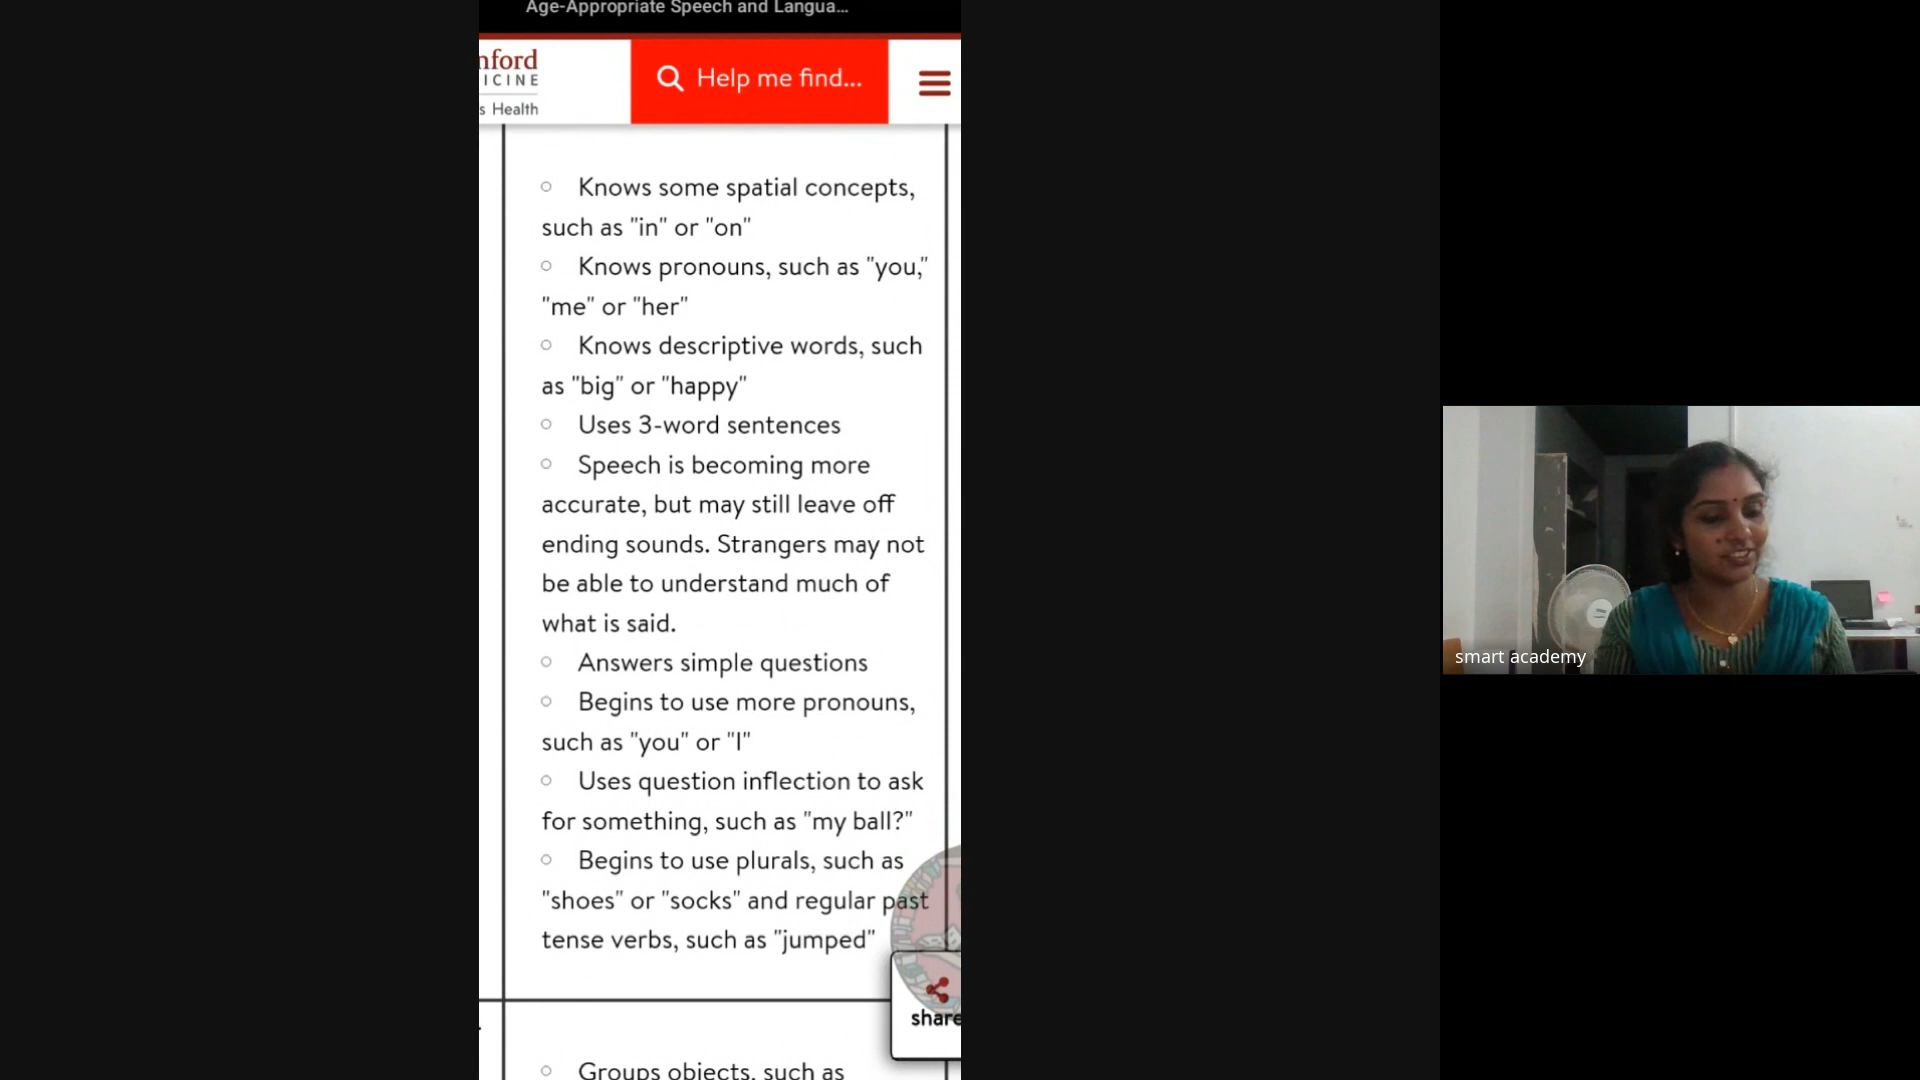 Age-Appropriate Speech and Langua...
nford
ICINE
s Health
Help me find...
○ Knows some spatial concepts,
such as "in" or "on"
○ Knows pronouns, such as "you,"
"me" or "her"
○ Knows descriptive words, such
as "big" or "happy"
○ Uses 3-word sentences
○ Speech is becoming more
accurate, but may still leave off
ending sounds. Strangers may not
be able to understand much of
what is said.
○ Answers simple questions
○ Begins to use more pronouns,
such as "you" or "I"
○ Uses question inflection to ask
for something, such as "my ball?"
○ Begins to use plurals, such as
"shoes" or "socks" and regular past
tense verbs, such as "jumped"
share
○ Groups objects, such as
smart academy